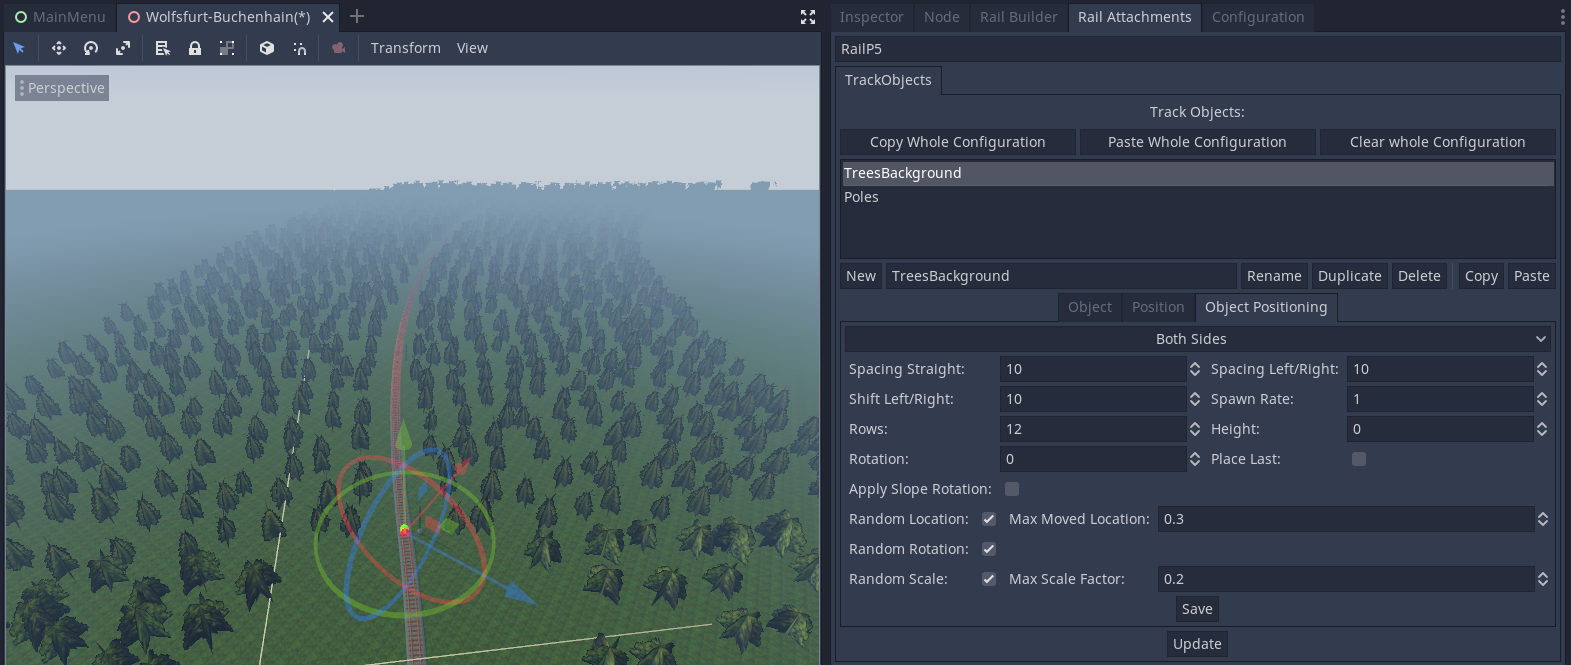 MainMenu Wolfsfurt-Buchenhain(*)
Transform View
Perspective
Inspector Node Rail Builder Rail Attachments Configuration
RailP5
TrackObjects
Track Objects:
Copy Whole Configuration Paste Whole Configuration Clear whole Configuration
TreesBackground
Poles
New TreesBackground Rename Duplicate Delete Copy Paste
Object Position Object Positioning
Both Sides
Spacing Straight: 10 Spacing Left/Right: 10
Shift Left/Right: 10 Spawn Rate: 1
Rows: 12 Height: 0
Rotation: 0 Place Last:
Apply Slope Rotation:
Random Location: Max Moved Location: 0.3
Random Rotation:
Random Scale: Max Scale Factor: 0.2
Save
Update